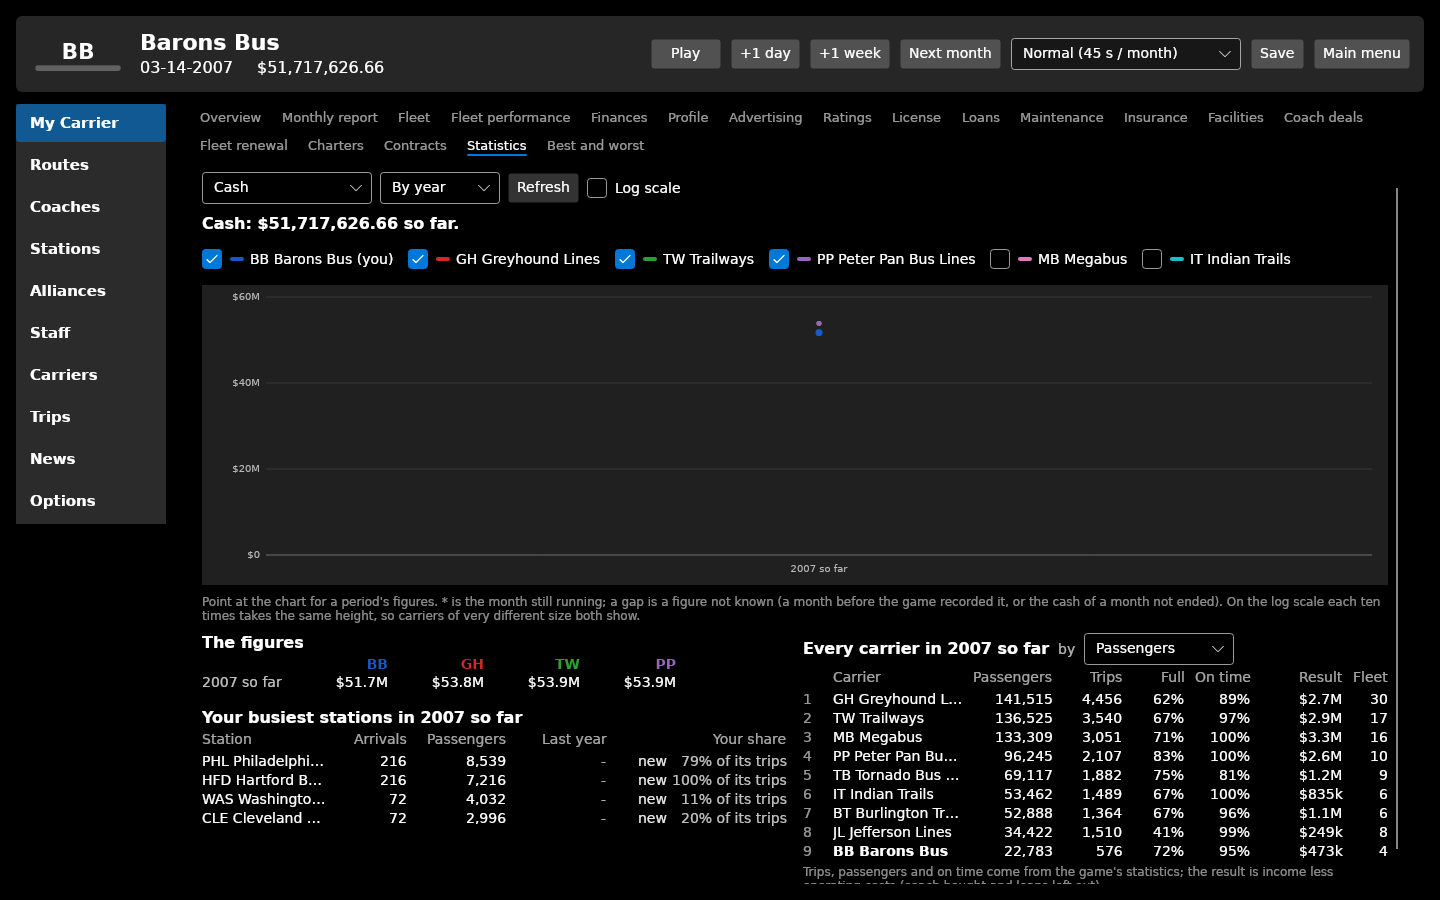 BB
Barons Bus
03-14-2007 $51,717,626.66
Play +1 day +1 week Next month Normal (45 s / month) Save Main menu
My Carrier
Routes
Coaches
Stations
Alliances
Staff
Carriers
Trips
News
Options
Overview Monthly report Fleet Fleet performance Finances Profile Advertising Ratings License Loans Maintenance Insurance Facilities Coach deals
Fleet renewal Charters Contracts Statistics Best and worst
Cash By year Refresh Log scale
Cash: $51,717,626.66 so far.
BB Barons Bus (you) GH Greyhound Lines TW Trailways PP Peter Pan Bus Lines MB Megabus IT Indian Trails
$60M
$40M
$20M
$0
2007 so far
Point at the chart for a period's figures. * is the month still running; a gap is a figure not known (a month before the game recorded it, or the cash of a month not ended). On the log scale each ten
times takes the same height, so carriers of very different size both show.
The figures
BB GH TW PP
2007 so far $51.7M $53.8M $53.9M $53.9M
Your busiest stations in 2007 so far
Station Arrivals Passengers Last year Your share
PHL Philadelphi... 216 8,539 - new 79% of its trips
HFD Hartford B... 216 7,216 - new 100% of its trips
WAS Washingto... 72 4,032 - new 11% of its trips
CLE Cleveland ... 72 2,996 - new 20% of its trips
Every carrier in 2007 so far by Passengers
Carrier Passengers Trips Full On time Result Fleet
1 GH Greyhound L... 141,515 4,456 62% 89% $2.7M 30
2 TW Trailways 136,525 3,540 67% 97% $2.9M 17
3 MB Megabus 133,309 3,051 71% 100% $3.3M 16
4 PP Peter Pan Bu... 96,245 2,107 83% 100% $2.6M 10
5 TB Tornado Bus ... 69,117 1,882 75% 81% $1.2M 9
6 IT Indian Trails 53,462 1,489 67% 100% $835k 6
7 BT Burlington Tr... 52,888 1,364 67% 96% $1.1M 6
8 JL Jefferson Lines 34,422 1,510 41% 99% $249k 8
9 BB Barons Bus 22,783 576 72% 95% $473k 4
Trips, passengers and on time come from the game's statistics; the result is income less